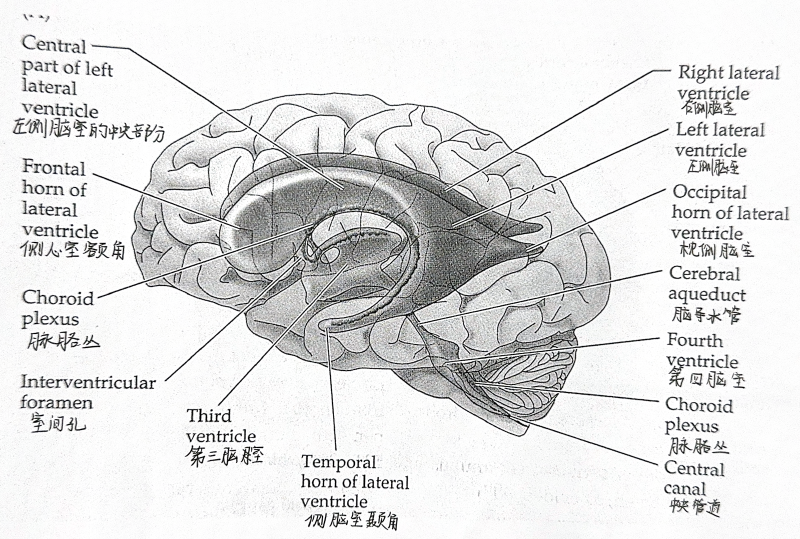 Central
part of left
lateral
ventricle
左侧脑室的中央部分
Frontal
horn of
lateral
ventricle
侧心室额角
Choroid
plexus
脉胳丛
Interventricular
foramen
室间孔
Third
ventricle
第三脑腔
Temporal
horn of lateral
ventricle
侧脑室颞角
Right lateral
ventricle
右侧脑室
Left lateral
ventricle
左侧脑室
Occipital
horn of lateral
ventricle
枕侧脑室
Cerebral
aqueduct
脑导水管
Fourth
ventricle
第四脑室
Choroid
plexus
脉胳丛
Central
canal
中央管道